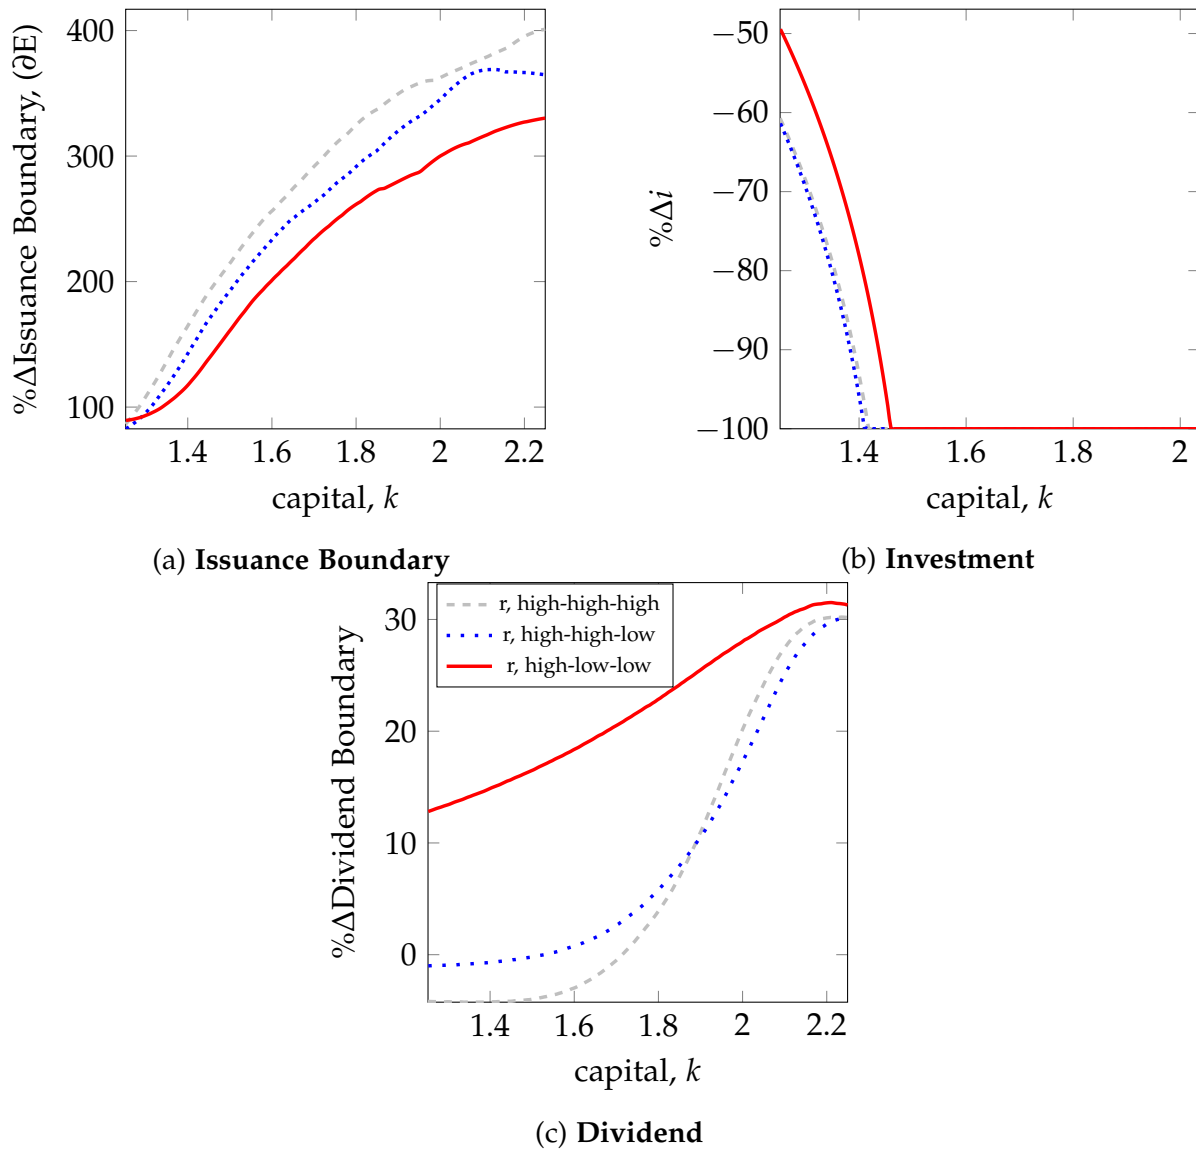 %ΔIssuance Boundary, (∂E)
400
300
200
100
1.4 1.6 1.8 2 2.2
capital, k
(a) Issuance Boundary
%Δi
−50
−60
−70
−80
−90
−100
1.4 1.6 1.8 2
capital, k
(b) Investment
%ΔDividend Boundary
30
20
10
0
r, high-high-high
r, high-high-low
r, high-low-low
1.4 1.6 1.8 2 2.2
capital, k
(c) Dividend